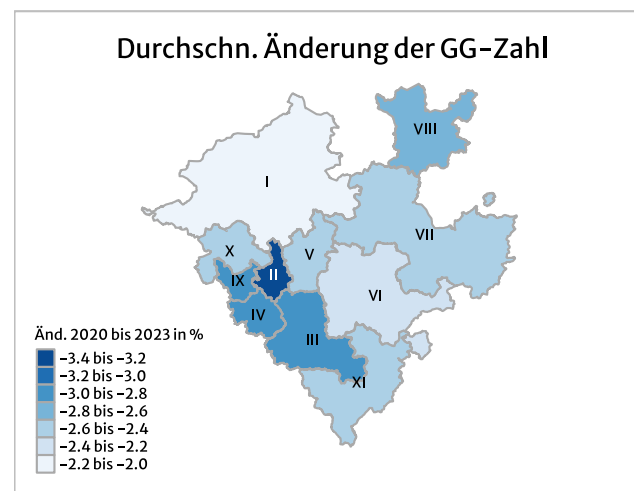 Durchschn. Änderung der GG-Zahl
VIII
I
VII
X
V
II
IX
VI
IV
III
XI
Änd. 2020 bis 2023 in %
−3.4 bis −3.2
−3.2 bis −3.0
−3.0 bis −2.8
−2.8 bis −2.6
−2.6 bis −2.4
−2.4 bis −2.2
−2.2 bis −2.0